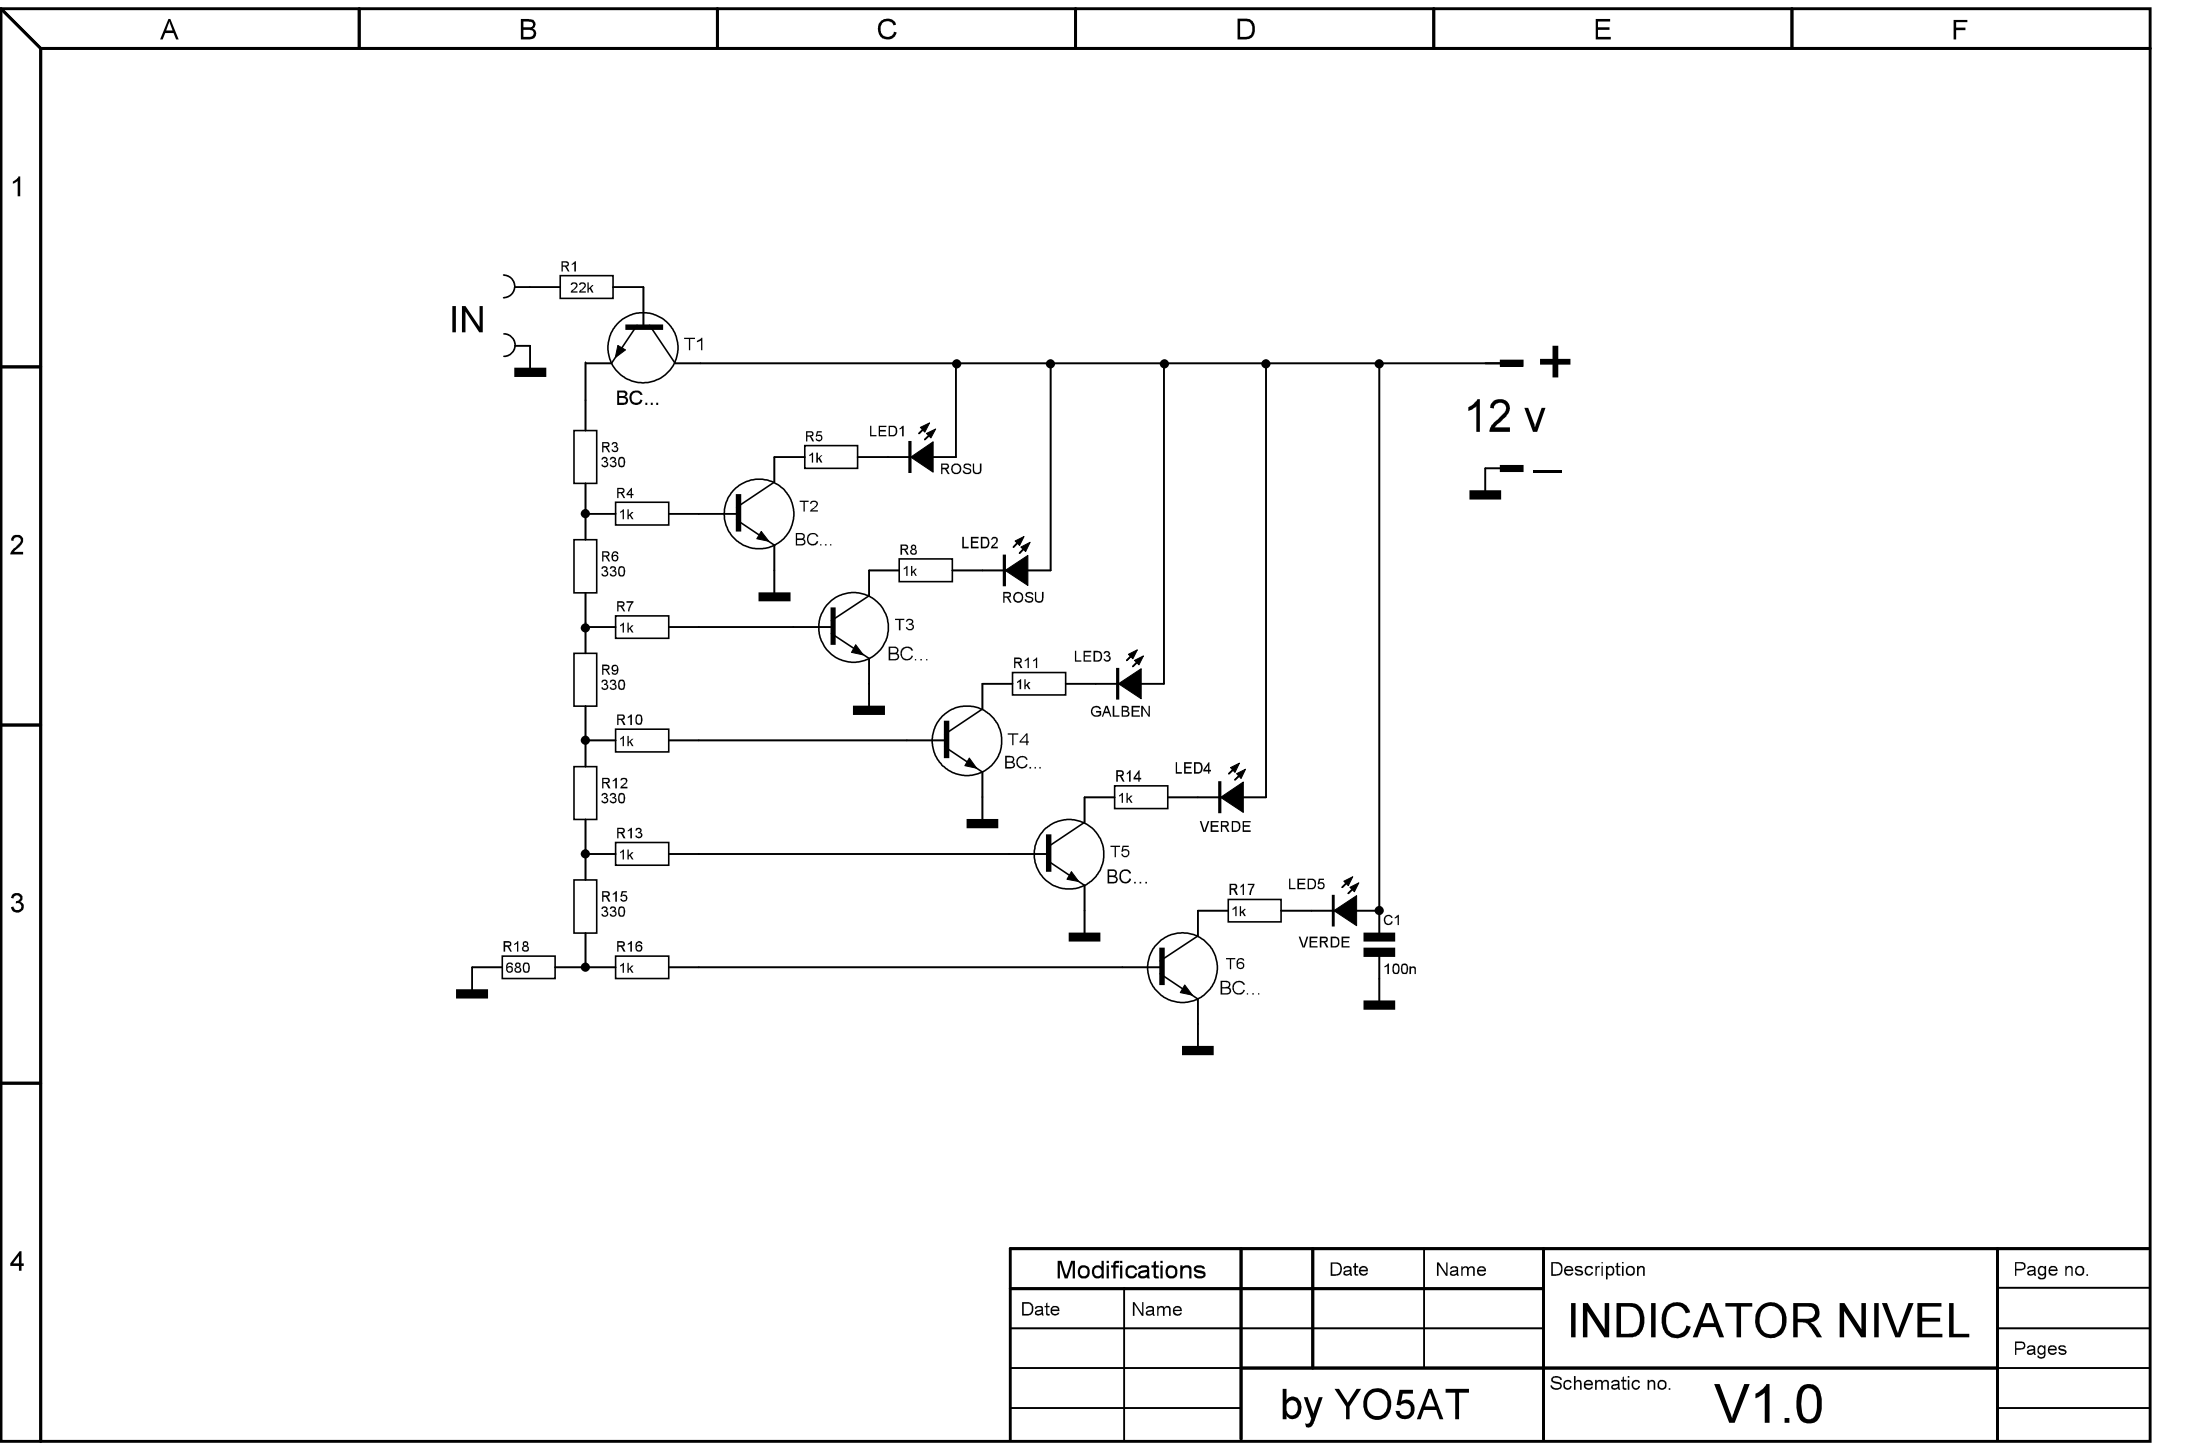 A B C D E F
1
2
3
4
R1
22k
IN
T1
BC...
+
12 v
—
R3
330
R4
1k
R5
1k
LED1
ROSU
T2
BC...
R6
330
R7
1k
R8
1k
LED2
ROSU
T3
BC...
R9
330
R10
1k
R11
1k
LED3
GALBEN
T4
BC...
R12
330
R13
1k
R14
1k
LED4
VERDE
T5
BC...
R15
330
R18
680
R16
1k
R17
1k
LED5
VERDE
C1
100n
T6
BC...
Modifications
Date Name
Date Name
Description
INDICATOR NIVEL
Page no.
Pages
by YO5AT
Schematic no.
V1.0